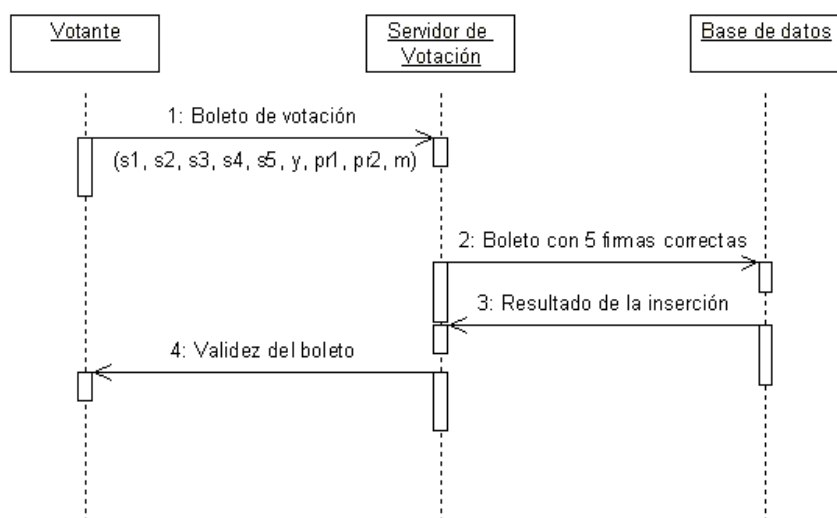 Votante
Servidor de
Votación
Base de datos
1: Boleto de votación
(s1, s2, s3, s4, s5, y, pr1, pr2, m)
2: Boleto con 5 firmas correctas
3: Resultado de la inserción
4: Validez del boleto